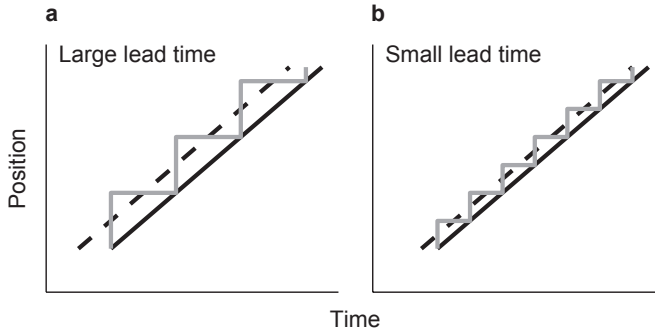 a
Large lead time
b
Small lead time
Position
Time